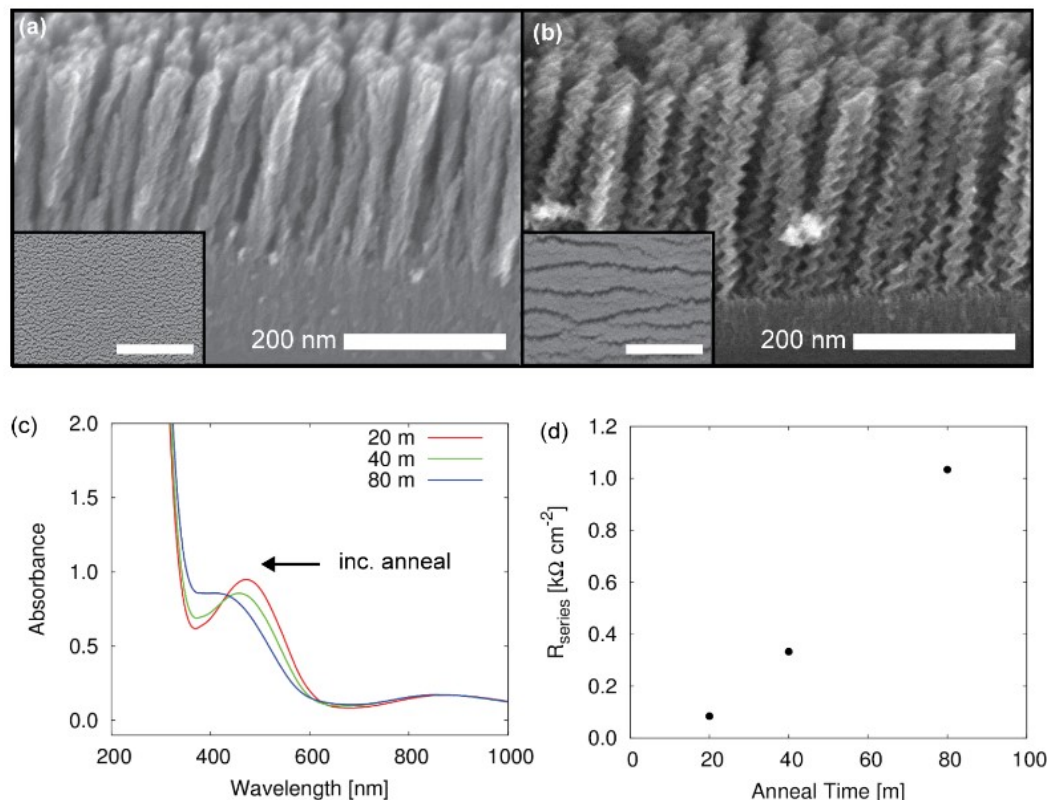 (a)
(b)
200 nm
200 nm
(c)
2.0
1.5
1.0
0.5
0.0
Absorbance
20 m
40 m
80 m
inc. anneal
200 400 600 800 1000
Wavelength [nm]
(d)
1.2
1.0
0.8
0.6
0.4
0.2
0.0
R_series [kΩ cm⁻²]
0 20 40 60 80 100
Anneal Time [m]